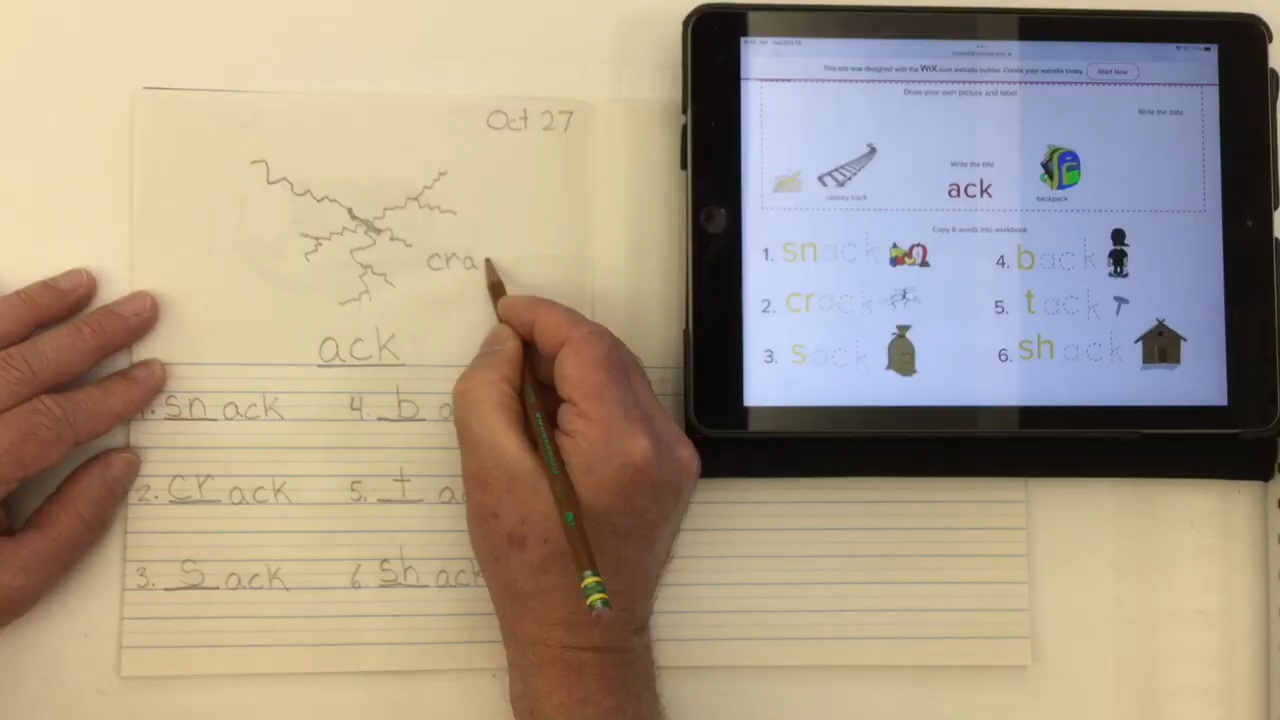 Oct 27
cra
ack
1. sn ack 4. b a
2. cr ack 5. t a
3. s ack 6. sh ack
This site was designed with the WiX.com website builder. Create your website today. Start Now
Draw your own picture and label
Write the date
Write the title
ack
railway track
backpack
Copy 6 words into workbook
1. snack 4. back
2. crack 5. tack
3. sack 6. shack